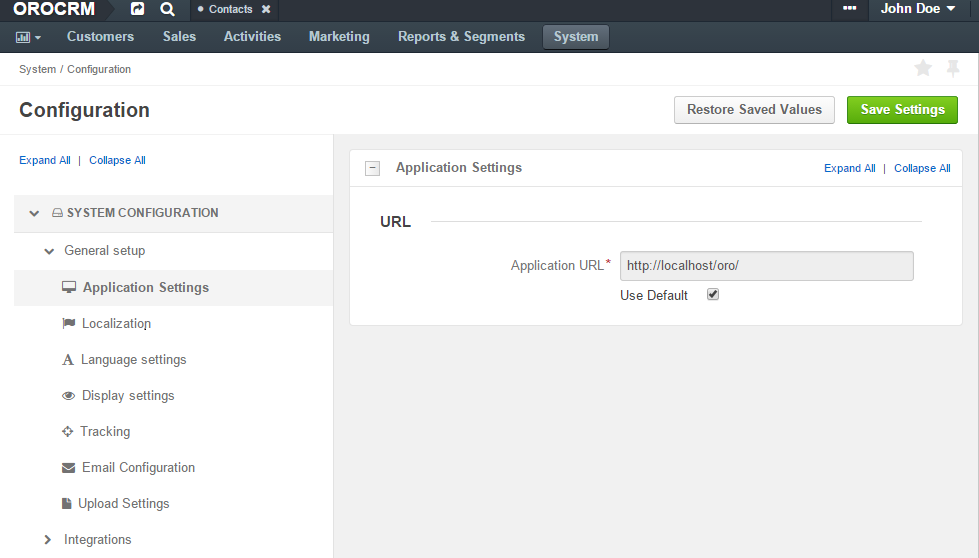 OROCRM
Contacts
John Doe
Customers Sales Activities Marketing Reports & Segments System
System / Configuration
Configuration
Restore Saved Values
Save Settings
Expand All | Collapse All
SYSTEM CONFIGURATION
General setup
Application Settings
Localization
Language settings
Display settings
Tracking
Email Configuration
Upload Settings
Integrations
Application Settings
Expand All | Collapse All
URL
Application URL* http://localhost/oro/
Use Default